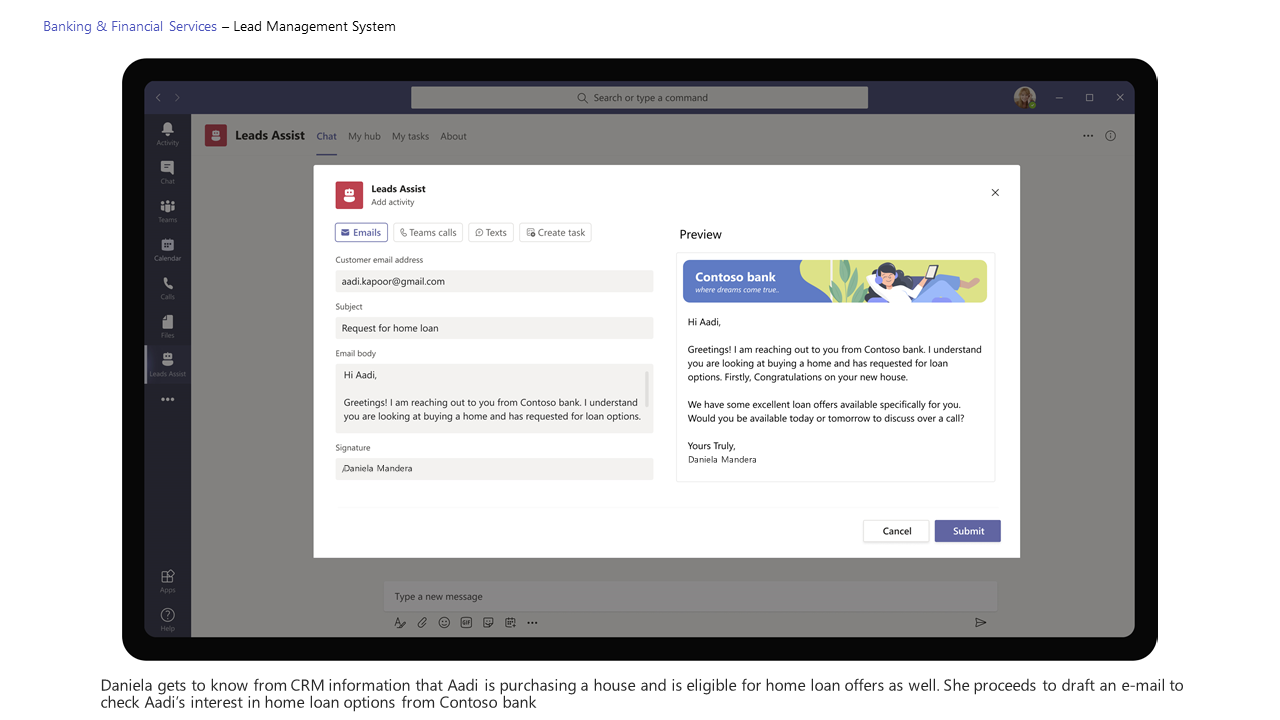 Banking & Financial Services – Lead Management System
Search or type a command
Activity
Chat
Teams
Calendar
Calls
Files
Leads Assist
Apps
Help
Leads Assist Chat My hub My tasks About
Leads Assist
Add activity
Emails Teams calls Texts Create task
Customer email address
aadi.kapoor@gmail.com
Subject
Request for home loan
Email body
Hi Aadi,
Greetings! I am reaching out to you from Contoso bank. I understand
you are looking at buying a home and has requested for loan options.
Signature
Daniela Mandera
Preview
Contoso bank
where dreams come true..
Hi Aadi,
Greetings! I am reaching out to you from Contoso bank. I understand
you are looking at buying a home and has requested for loan
options. Firstly, Congratulations on your new house.
We have some excellent loan offers available specifically for you.
Would you be available today or tomorrow to discuss over a call?
Yours Truly,
Daniela Mandera
Cancel Submit
Type a new message
GIF
Daniela gets to know from CRM information that Aadi is purchasing a house and is eligible for home loan offers as well. She proceeds to draft an e-mail to
check Aadi's interest in home loan options from Contoso bank